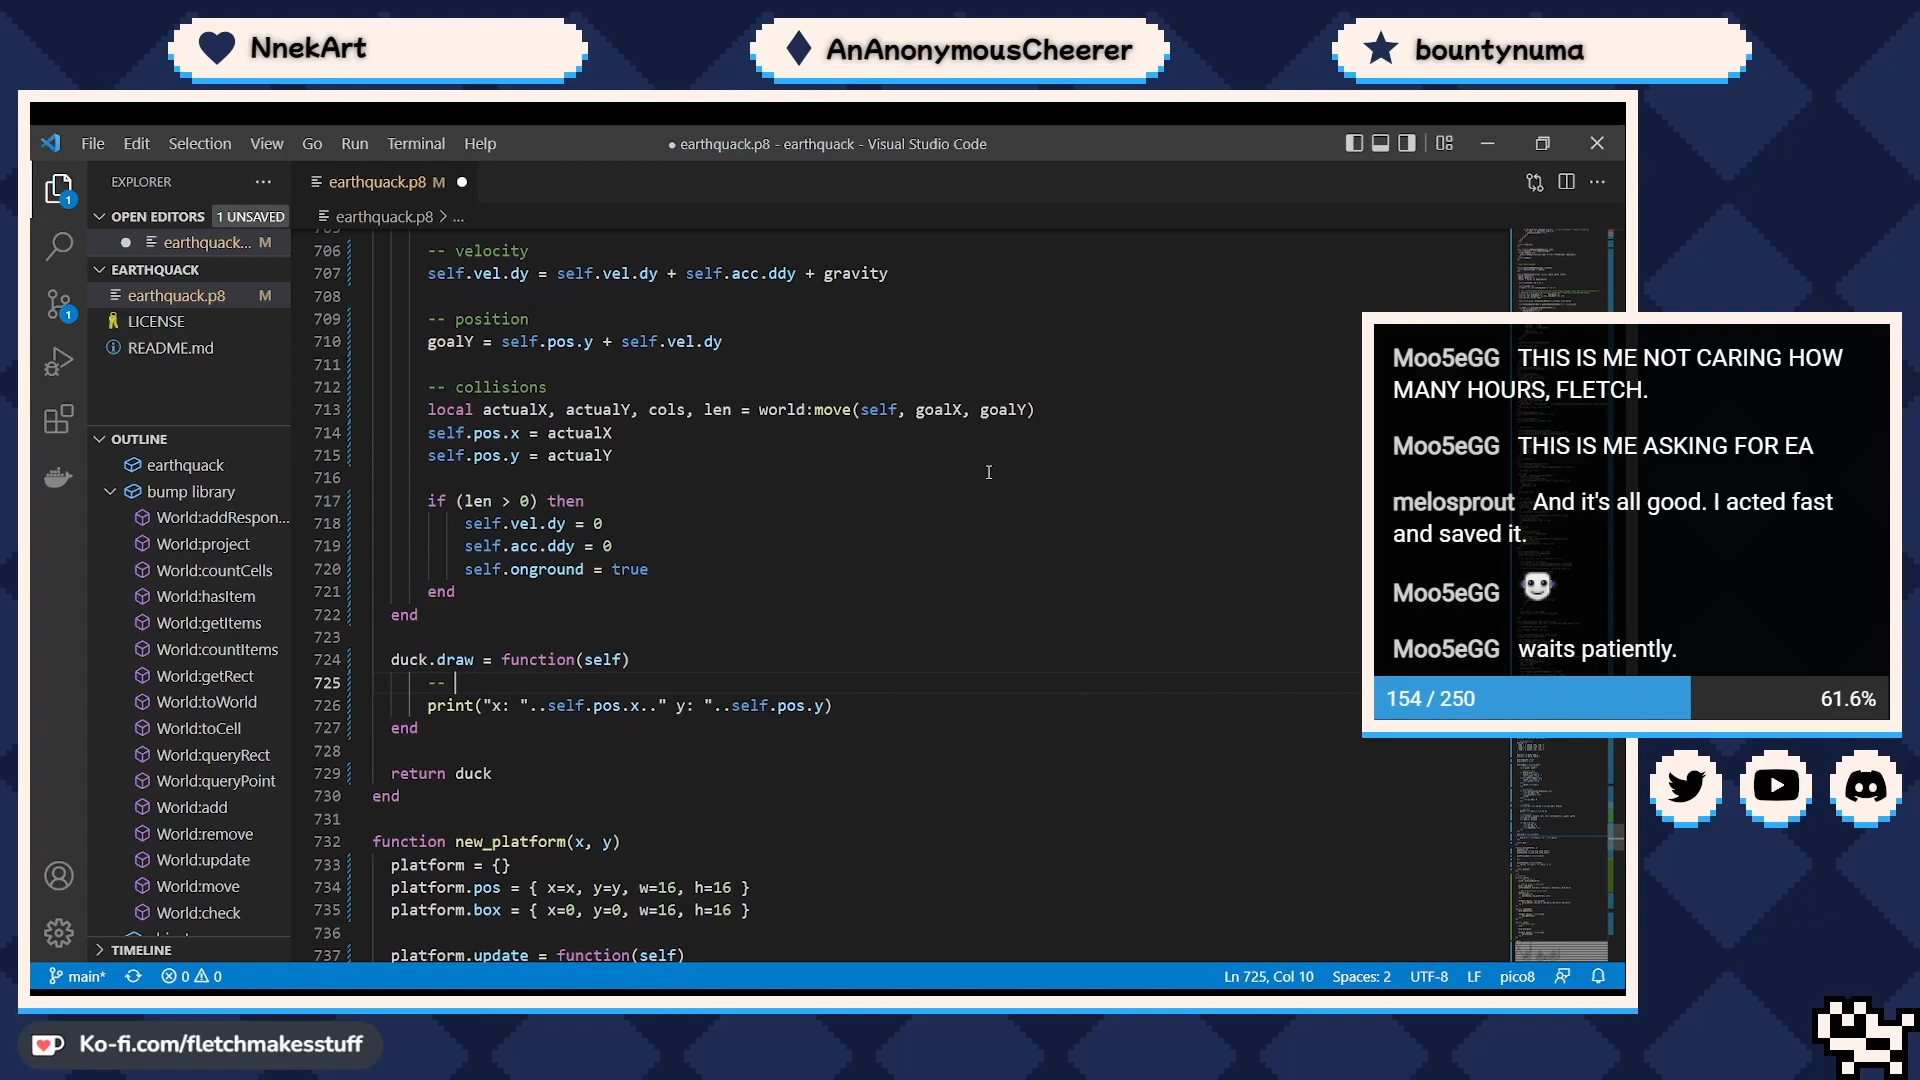 NnekArt
AnAnonymousCheerer
bountynuma
File Edit Selection View Go Run Terminal Help
● earthquack.p8 - earthquack - Visual Studio Code
EXPLORER
earthquack.p8 M
OPEN EDITORS 1 UNSAVED
earthquack.p8 > ...
earthquack... M
EARTHQUACK
earthquack.p8 M
LICENSE
README.md
OUTLINE
earthquack
bump library
World:addRespon...
World:project
World:countCells
World:hasItem
World:getItems
World:countItems
World:getRect
World:toWorld
World:toCell
World:queryRect
World:queryPoint
World:add
World:remove
World:update
World:move
World:check
TIMELINE
706 -- velocity
707 self.vel.dy = self.vel.dy + self.acc.ddy + gravity
708
709 -- position
710 goalY = self.pos.y + self.vel.dy
711
712 -- collisions
713 local actualX, actualY, cols, len = world:move(self, goalX, goalY)
714 self.pos.x = actualX
715 self.pos.y = actualY
716
717 if (len > 0) then
718 self.vel.dy = 0
719 self.acc.ddy = 0
720 self.onground = true
721 end
722 end
723
724 duck.draw = function(self)
725 --
726 print("x: "..self.pos.x.." y: "..self.pos.y)
727 end
728
729 return duck
730 end
731
732 function new_platform(x, y)
733 platform = {}
734 platform.pos = { x=x, y=y, w=16, h=16 }
735 platform.box = { x=0, y=0, w=16, h=16 }
736
737 platform.update = function(self)
1
1
main* 0 0
Ln 725, Col 10 Spaces: 2 UTF-8 LF pico8
Moo5eGG THIS IS ME NOT CARING HOW
MANY HOURS, FLETCH.
Moo5eGG THIS IS ME ASKING FOR EA
melosprout And it's all good. I acted fast
and saved it.
Moo5eGG
Moo5eGG waits patiently.
154 / 250 61.6%
Ko-fi.com/fletchmakesstuff